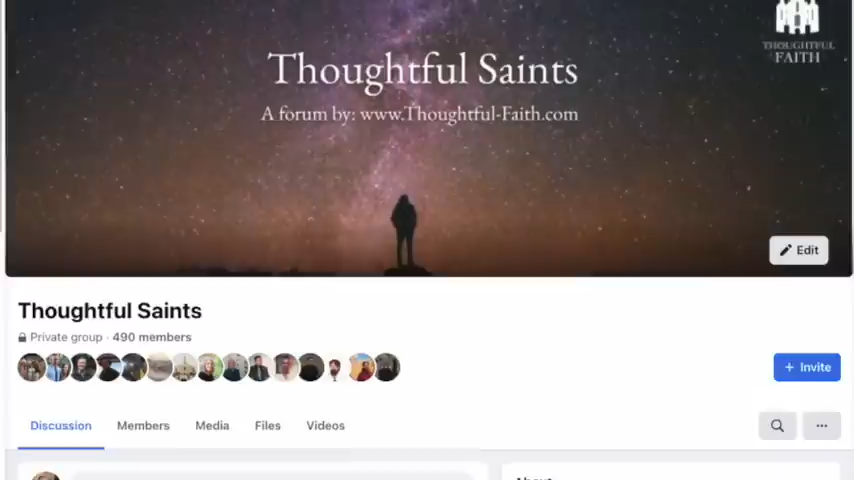 Thoughtful Saints
A forum by: www.Thoughtful-Faith.com
THOUGHTFUL
FAITH
Edit
Thoughtful Saints
Private group · 490 members
+ Invite
Discussion
Members
Media
Files
Videos